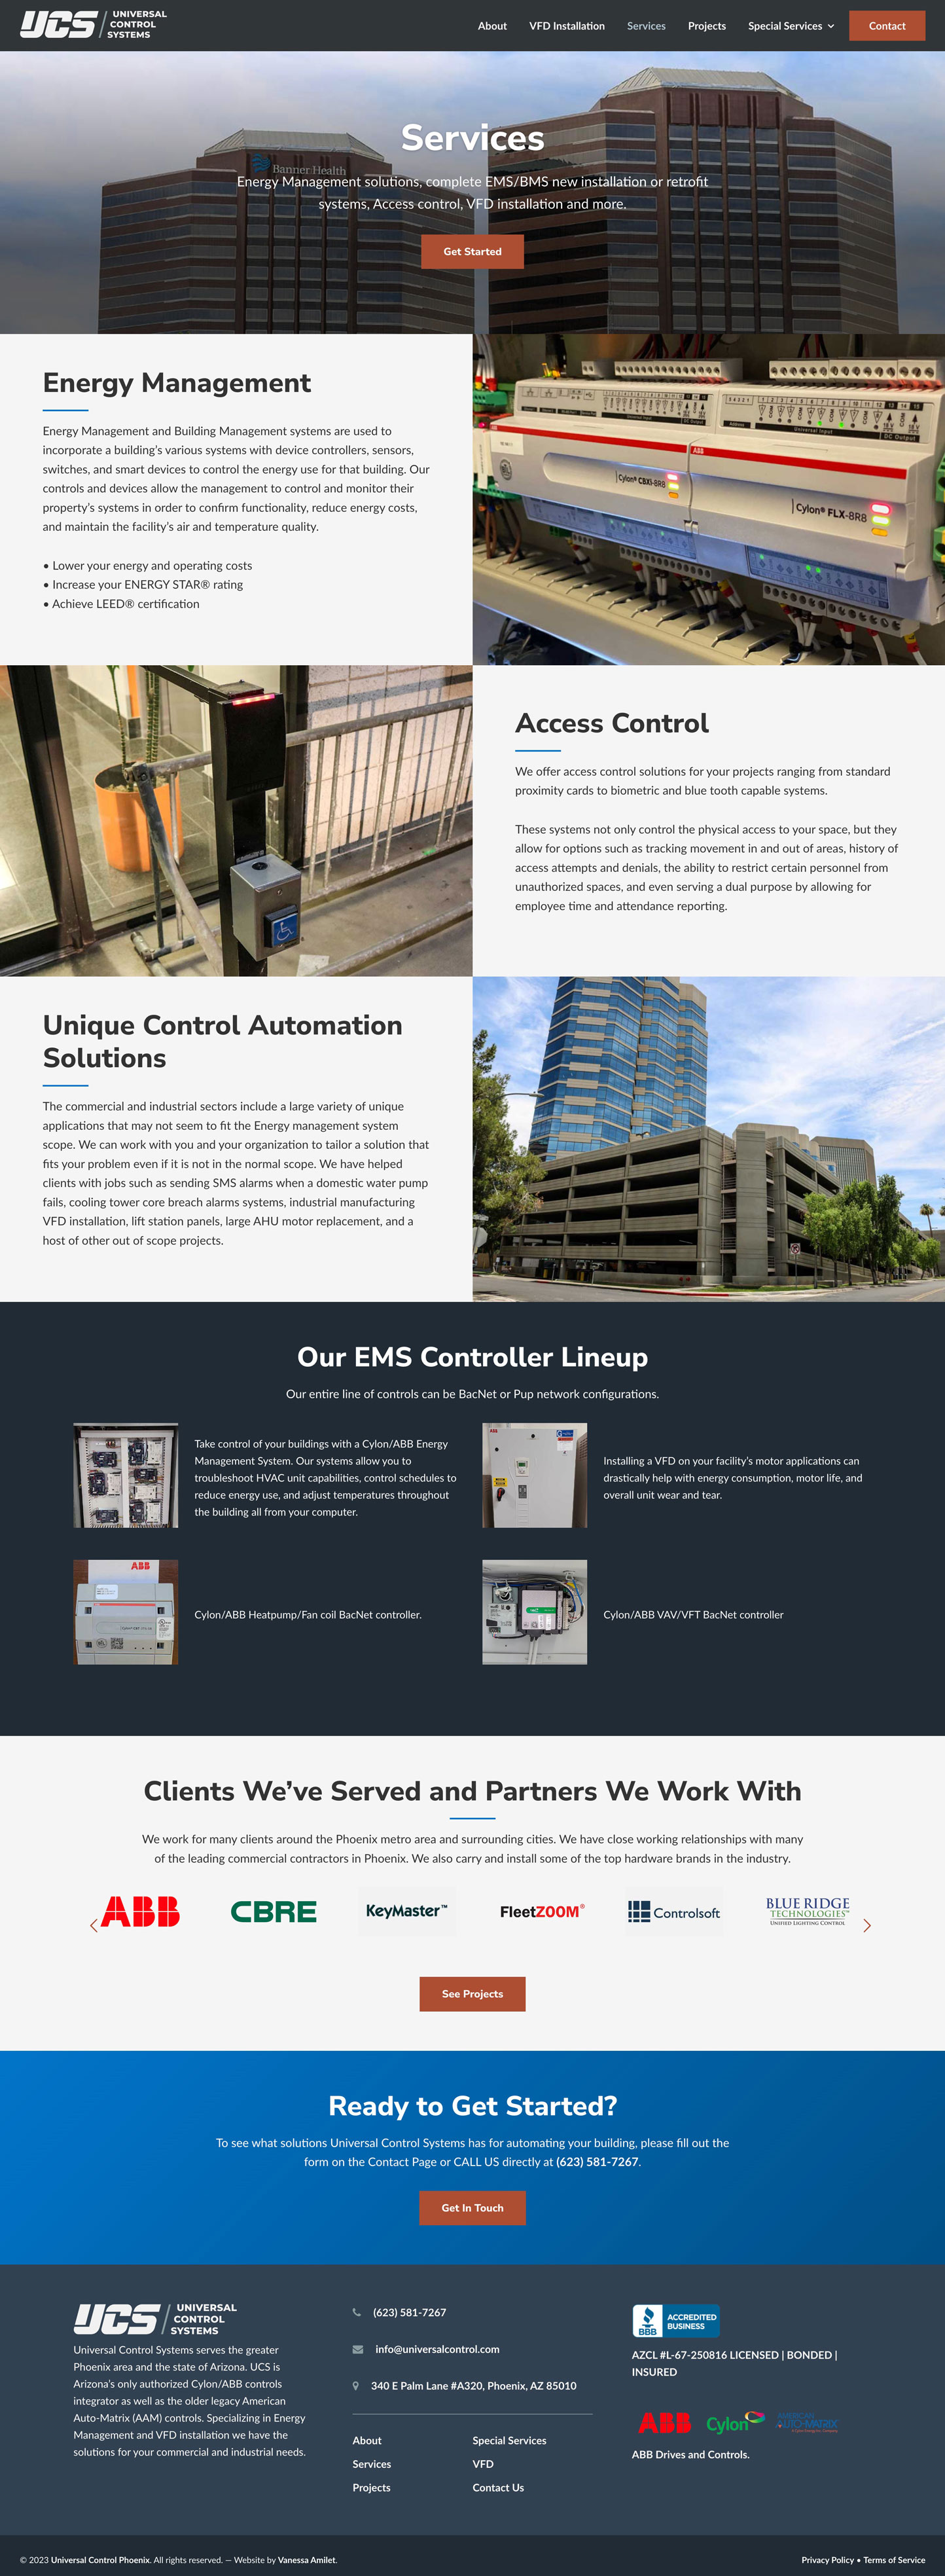 UCS UNIVERSAL
CONTROL
SYSTEMS
About VFD Installation Services Projects Special Services Contact
Services
Banner Health
Energy Management solutions, complete EMS/BMS new installation or retrofit
systems, Access control, VFD installation and more.
Get Started
Energy Management
Energy Management and Building Management systems are used to
incorporate a building’s various systems with device controllers, sensors,
switches, and smart devices to control the energy use for that building. Our
controls and devices allow the management to control and monitor their
property’s systems in order to confirm functionality, reduce energy costs,
and maintain the facility’s air and temperature quality.
• Lower your energy and operating costs
• Increase your ENERGY STAR® rating
• Achieve LEED® certification
Universal Input
DC Output
ABB
Cylon® CBXi-8R8
Cylon® FLX-8R8
Access Control
We offer access control solutions for your projects ranging from standard
proximity cards to biometric and blue tooth capable systems.
These systems not only control the physical access to your space, but they
allow for options such as tracking movement in and out of areas, history of
access attempts and denials, the ability to restrict certain personnel from
unauthorized spaces, and even serving a dual purpose by allowing for
employee time and attendance reporting.
Unique Control Automation
Solutions
The commercial and industrial sectors include a large variety of unique
applications that may not seem to fit the Energy management system
scope. We can work with you and your organization to tailor a solution that
fits your problem even if it is not in the normal scope. We have helped
clients with jobs such as sending SMS alarms when a domestic water pump
fails, cooling tower core breach alarms systems, industrial manufacturing
VFD installation, lift station panels, large AHU motor replacement, and a
host of other out of scope projects.
Our EMS Controller Lineup
Our entire line of controls can be BacNet or Pup network configurations.
Take control of your buildings with a Cylon/ABB Energy
Management System. Our systems allow you to
troubleshoot HVAC unit capabilities, control schedules to
reduce energy use, and adjust temperatures throughout
the building all from your computer.
ABB
Installing a VFD on your facility’s motor applications can
drastically help with energy consumption, motor life, and
overall unit wear and tear.
ABB
Cylon/ABB Heatpump/Fan coil BacNet controller.
Cylon/ABB VAV/VFT BacNet controller
Clients We’ve Served and Partners We Work With
We work for many clients around the Phoenix metro area and surrounding cities. We have close working relationships with many
of the leading commercial contractors in Phoenix. We also carry and install some of the top hardware brands in the industry.
ABB CBRE KeyMaster™ FleetZOOM® Controlsoft BLUE RIDGE
TECHNOLOGIES™
UNIFIED LIGHTING CONTROL
See Projects
Ready to Get Started?
To see what solutions Universal Control Systems has for automating your building, please fill out the
form on the Contact Page or CALL US directly at (623) 581-7267.
Get In Touch
UCS UNIVERSAL
CONTROL
SYSTEMS
Universal Control Systems serves the greater
Phoenix area and the state of Arizona. UCS is
Arizona’s only authorized Cylon/ABB controls
integrator as well as the older legacy American
Auto-Matrix (AAM) controls. Specializing in Energy
Management and VFD installation we have the
solutions for your commercial and industrial needs.
(623) 581-7267
info@universalcontrol.com
340 E Palm Lane #A320, Phoenix, AZ 85010
About
Services
Projects
Special Services
VFD
Contact Us
BBB ACCREDITED
BUSINESS
AZCL #L-67-250816 LICENSED | BONDED |
INSURED
ABB Cylon AMERICAN
AUTO-MATRIX
ABB Drives and Controls.
© 2023 Universal Control Phoenix. All rights reserved. — Website by Vanessa Amilet.
Privacy Policy • Terms of Service